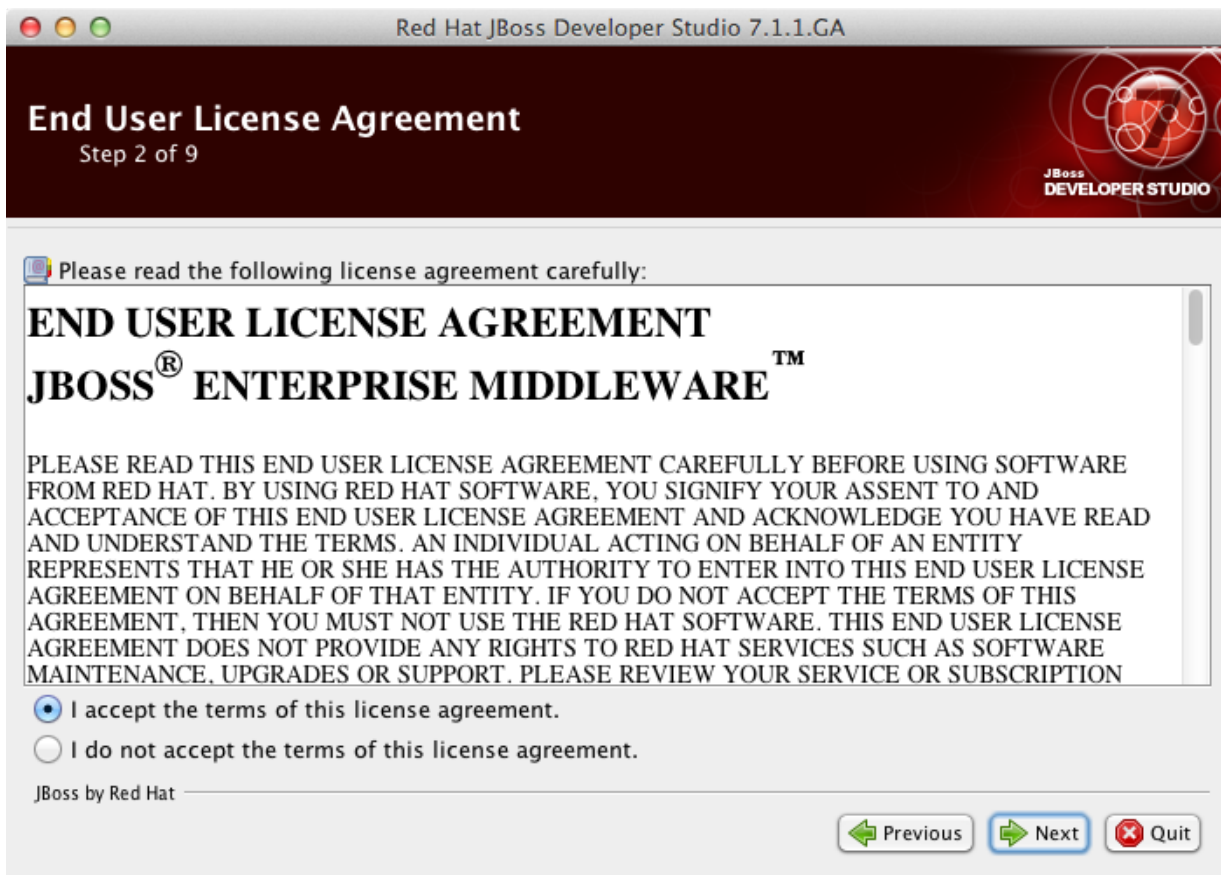 Red Hat JBoss Developer Studio 7.1.1.GA
End User License Agreement
Step 2 of 9
7
JBoss
DEVELOPER STUDIO
Please read the following license agreement carefully:
END USER LICENSE AGREEMENT
JBOSS® ENTERPRISE MIDDLEWARE™
PLEASE READ THIS END USER LICENSE AGREEMENT CAREFULLY BEFORE USING SOFTWARE
FROM RED HAT. BY USING RED HAT SOFTWARE, YOU SIGNIFY YOUR ASSENT TO AND
ACCEPTANCE OF THIS END USER LICENSE AGREEMENT AND ACKNOWLEDGE YOU HAVE READ
AND UNDERSTAND THE TERMS. AN INDIVIDUAL ACTING ON BEHALF OF AN ENTITY
REPRESENTS THAT HE OR SHE HAS THE AUTHORITY TO ENTER INTO THIS END USER LICENSE
AGREEMENT ON BEHALF OF THAT ENTITY. IF YOU DO NOT ACCEPT THE TERMS OF THIS
AGREEMENT, THEN YOU MUST NOT USE THE RED HAT SOFTWARE. THIS END USER LICENSE
AGREEMENT DOES NOT PROVIDE ANY RIGHTS TO RED HAT SERVICES SUCH AS SOFTWARE
MAINTENANCE, UPGRADES OR SUPPORT. PLEASE REVIEW YOUR SERVICE OR SUBSCRIPTION
I accept the terms of this license agreement.
I do not accept the terms of this license agreement.
JBoss by Red Hat
Previous
Next
Quit